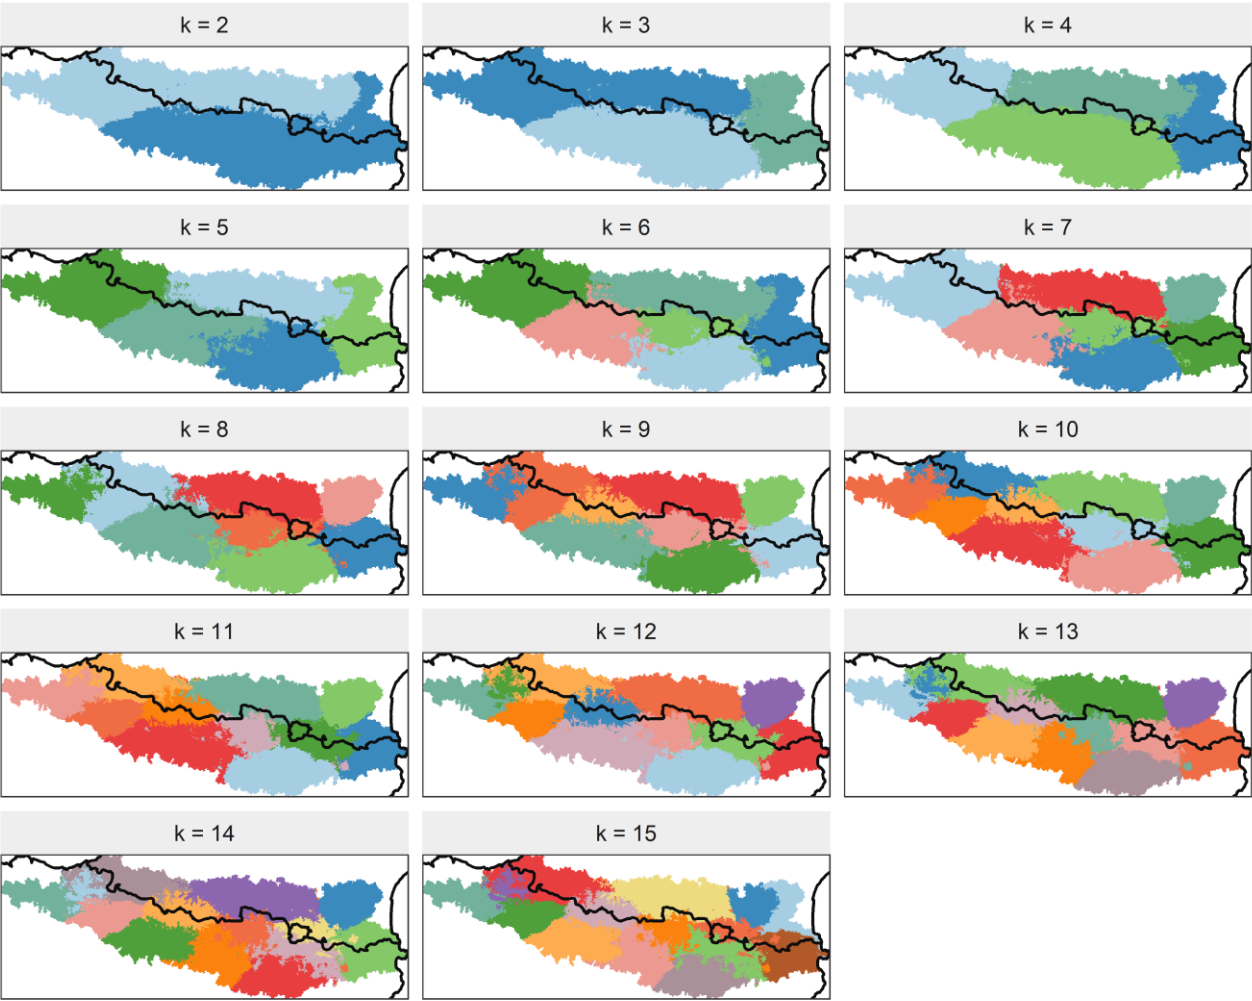 k = 2
k = 3
k = 4
k = 5
k = 6
k = 7
k = 8
k = 9
k = 10
k = 11
k = 12
k = 13
k = 14
k = 15